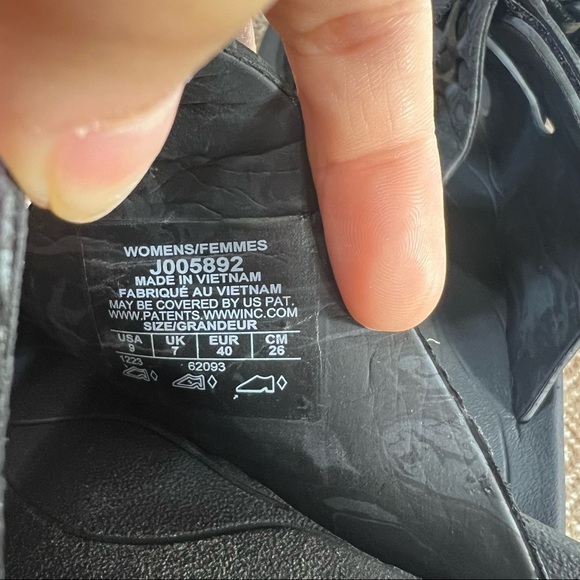 WOMENS/FEMMES
J005892
MADE IN VIETNAM
FABRIQUÉ AU VIETNAM
MAY BE COVERED BY US PAT.
WWW.PATENTS.WWWINC.COM
SIZE/GRANDEUR
USA UK EUR CM
9 7 40 26
1223 62093